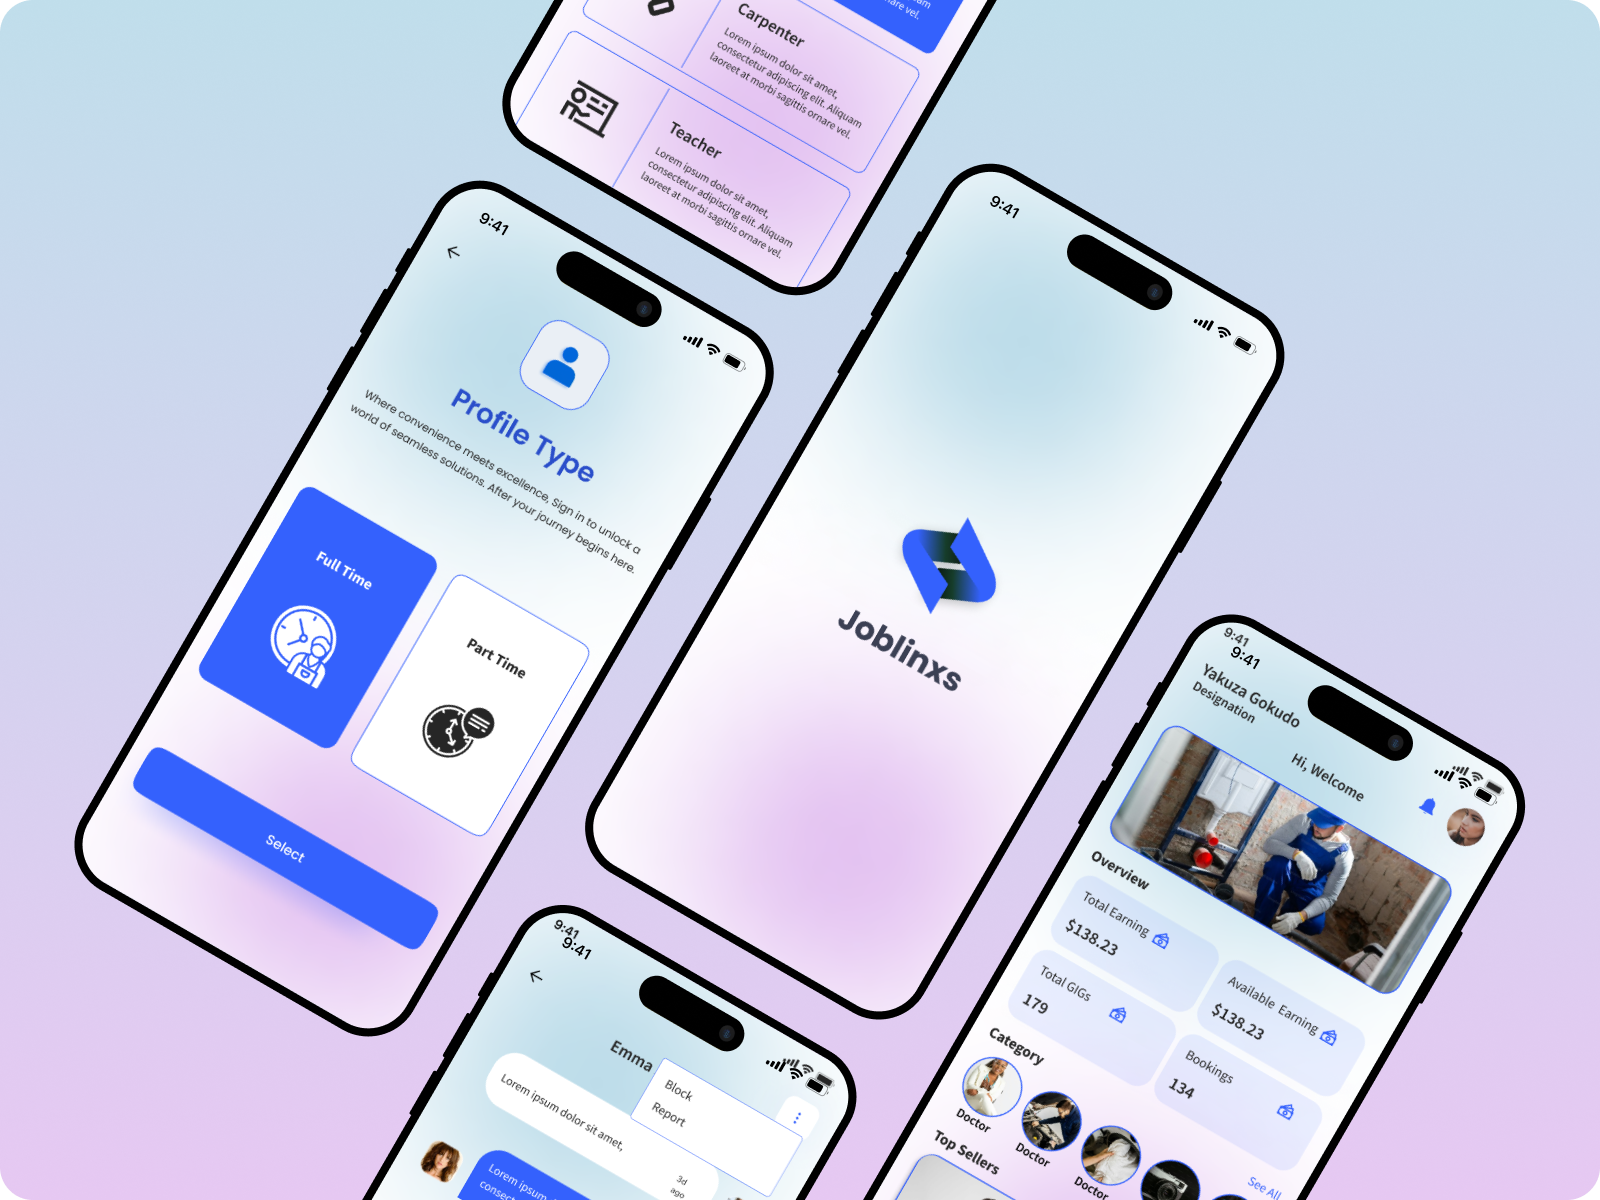 ornare vel.
Carpenter
Lorem ipsum dolor sit amet,
consectetur adipiscing elit. Aliquam
laoreet at morbi sagittis ornare vel.
Teacher
Lorem ipsum dolor sit amet,
consectetur adipiscing elit. Aliquam
laoreet at morbi sagittis ornare vel.
9:41
Profile Type
Where convenience meets excellence, Sign in to unlock a
world of seamless solutions. After your journey begins here.
Full Time
Part Time
Select
9:41
Joblinxs
9:41
9:41
Yakuza Gokudo
Designation
Hi, Welcome
Overview
Total Earning
$138.23
Available Earning
$138.23
Total GIGs
179
Bookings
134
Category
Doctor
Doctor
Doctor
See All
Top Sellers
9:41
9:41
Emma
Block
Report
Lorem ipsum dolor sit amet,
3d
ago
Lorem ipsum